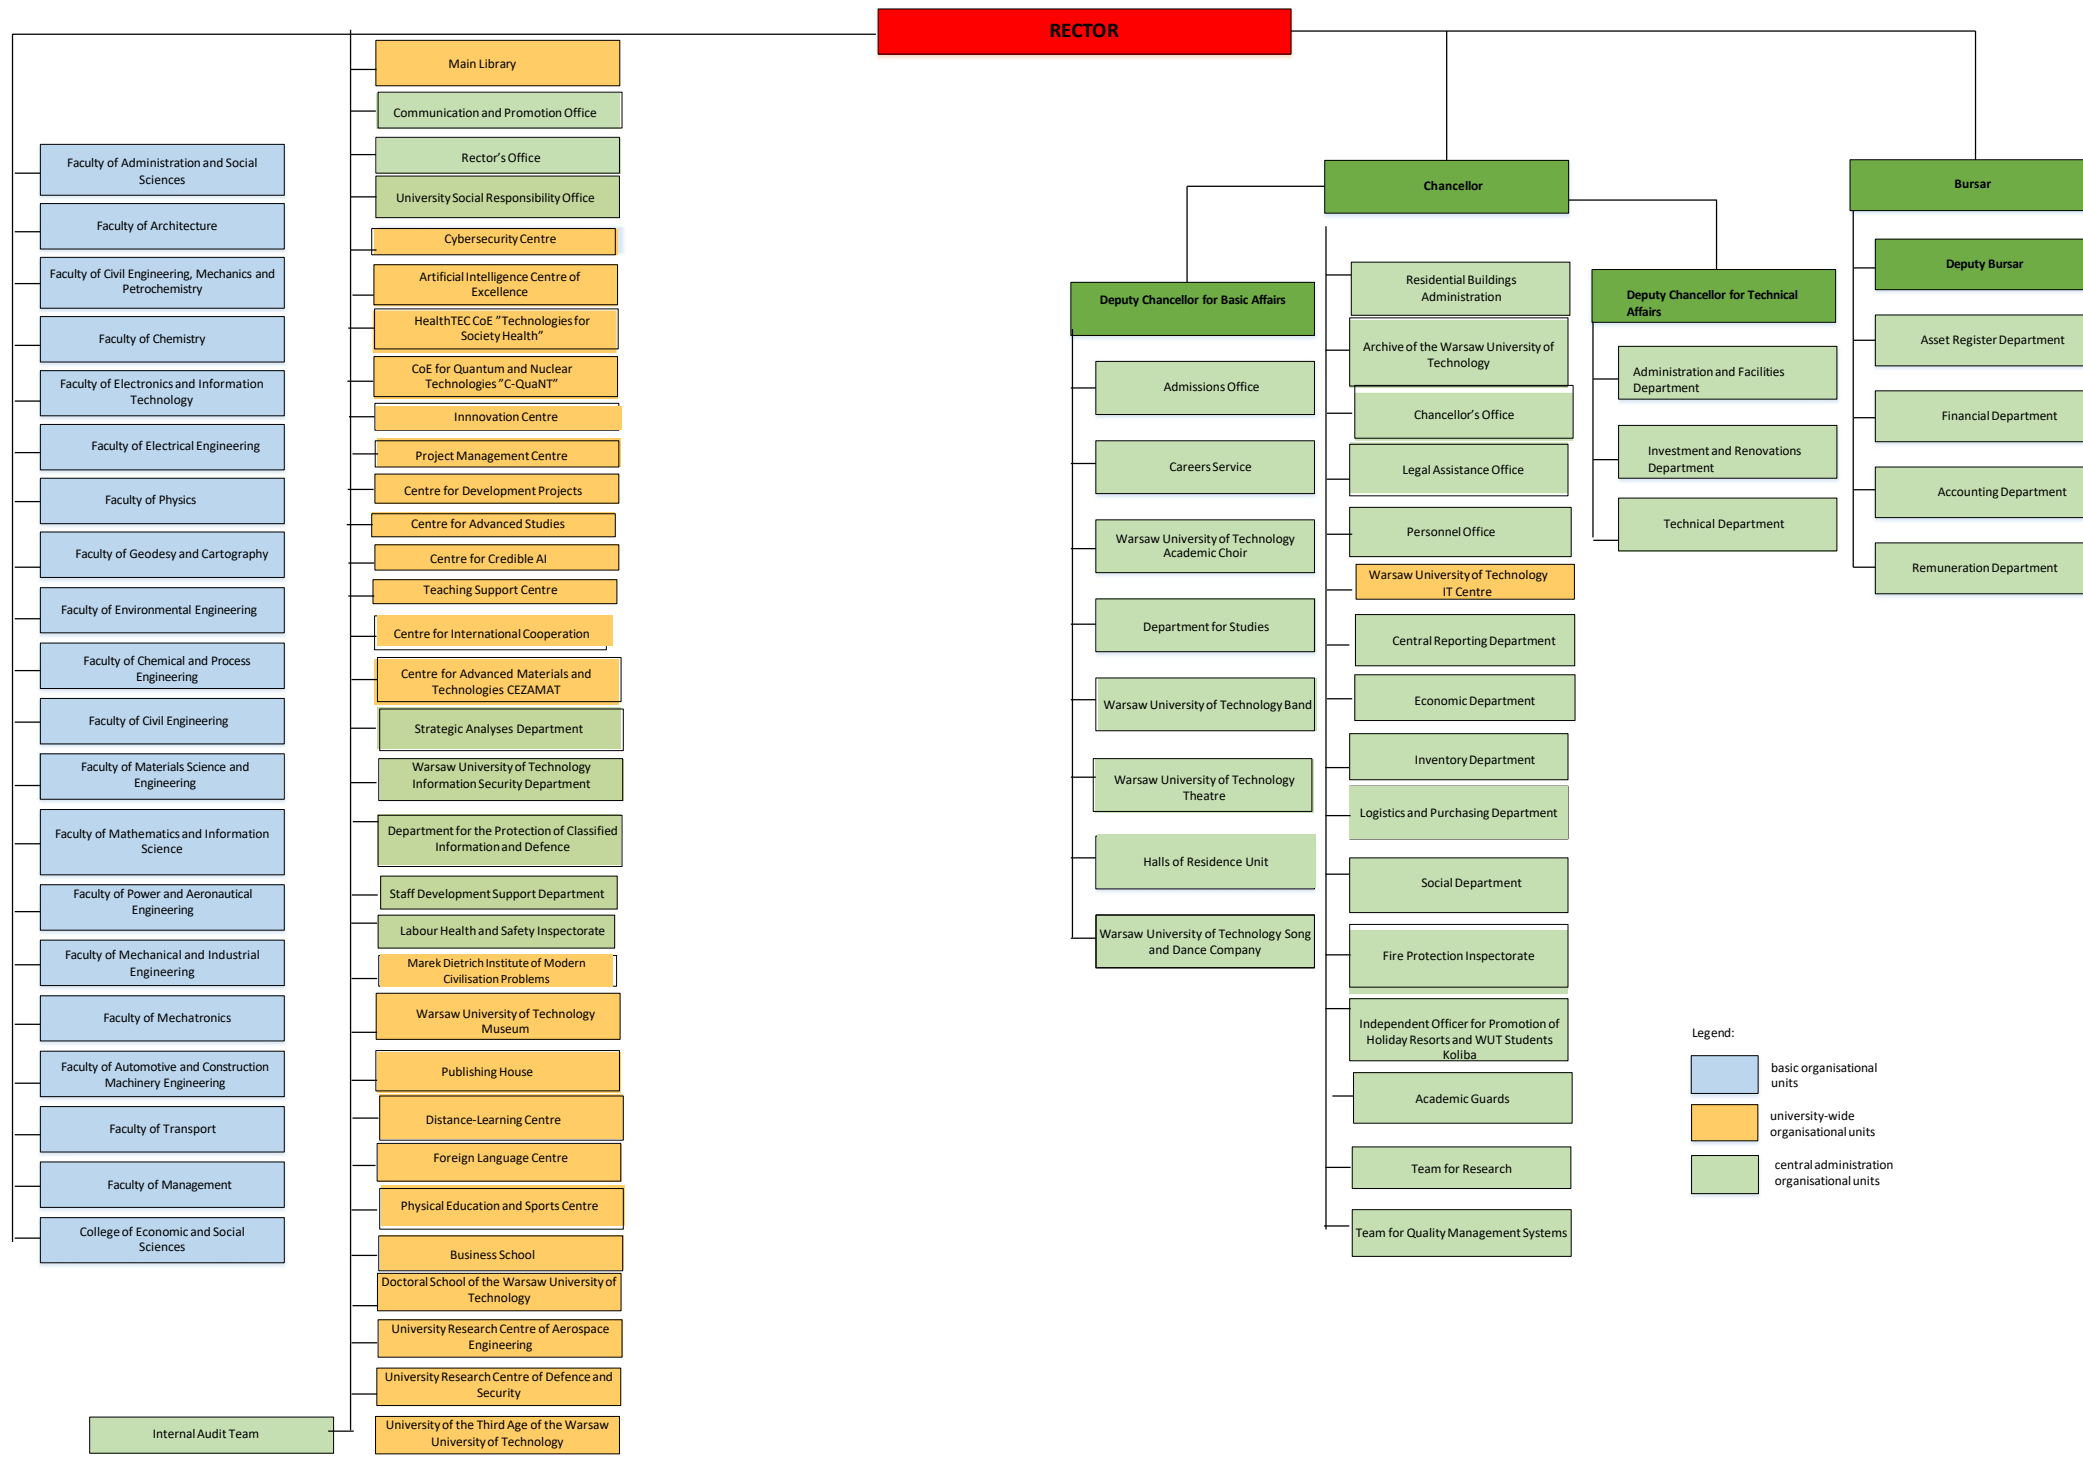 RECTOR
Main Library
Communication and Promotion Office
Rector's Office
University Social Responsibility Office
Cybersecurity Centre
Artificial Intelligence Centre of
Excellence
HealthTEC CoE "Technologies for
Society Health"
CoE for Quantum and Nuclear
Technologies "C-QuaNT"
Innnovation Centre
Project Management Centre
Centre for Development Projects
Centre for Advanced Studies
Centre for Credible AI
Teaching Support Centre
Centre for International Cooperation
Centre for Advanced Materials and
Technologies CEZAMAT
Strategic Analyses Department
Warsaw University of Technology
Information Security Department
Department for the Protection of Classified
Information and Defence
Staff Development Support Department
Labour Health and Safety Inspectorate
Marek Dietrich Institute of Modern
Civilisation Problems
Warsaw University of Technology
Museum
Publishing House
Distance-Learning Centre
Foreign Language Centre
Physical Education and Sports Centre
Business School
Doctoral School of the Warsaw University of
Technology
University Research Centre of Aerospace
Engineering
University Research Centre of Defence and
Security
University of the Third Age of the Warsaw
University of Technology
Internal Audit Team
Faculty of Administration and Social
Sciences
Faculty of Architecture
Faculty of Civil Engineering, Mechanics and
Petrochemistry
Faculty of Chemistry
Faculty of Electronics and Information
Technology
Faculty of Electrical Engineering
Faculty of Physics
Faculty of Geodesy and Cartography
Faculty of Environmental Engineering
Faculty of Chemical and Process
Engineering
Faculty of Civil Engineering
Faculty of Materials Science and
Engineering
Faculty of Mathematics and Information
Science
Faculty of Power and Aeronautical
Engineering
Faculty of Mechanical and Industrial
Engineering
Faculty of Mechatronics
Faculty of Automotive and Construction
Machinery Engineering
Faculty of Transport
Faculty of Management
College of Economic and Social
Sciences
Chancellor
Deputy Chancellor for Basic Affairs
Admissions Office
Careers Service
Warsaw University of Technology
Academic Choir
Department for Studies
Warsaw University of Technology Band
Warsaw University of Technology
Theatre
Halls of Residence Unit
Warsaw University of Technology Song
and Dance Company
Residential Buildings
Administration
Archive of the Warsaw University of
Technology
Chancellor's Office
Legal Assistance Office
Personnel Office
Warsaw University of Technology
IT Centre
Central Reporting Department
Economic Department
Inventory Department
Logistics and Purchasing Department
Social Department
Fire Protection Inspectorate
Independent Officer for Promotion of
Holiday Resorts and WUT Students
Koliba
Academic Guards
Team for Research
Team for Quality Management Systems
Deputy Chancellor for Technical
Affairs
Administration and Facilities
Department
Investment and Renovations
Department
Technical Department
Bursar
Deputy Bursar
Asset Register Department
Financial Department
Accounting Department
Remuneration Department
Legend:
basic organisational
units
university-wide
organisational units
central administration
organisational units